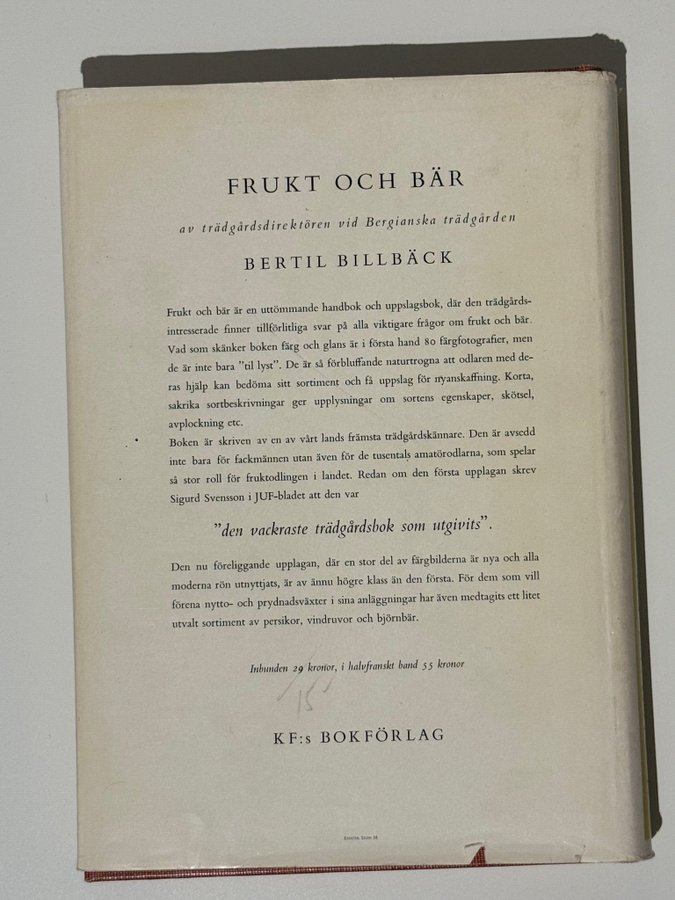 FRUKT OCH BÄR
av trädgårdsdirektören vid Bergianska trädgården
BERTIL BILLBÄCK
Frukt och bär är en uttömmande handbok och uppslagsbok, där den trädgårds-
intresserade finner tillförlitliga svar på alla viktigare frågor om frukt och bär.
Vad som skänker boken färg och glans är i första hand 80 färgfotografier, men
de är inte bara ”til lyst”. De är så förbluffande naturtrogna att odlaren med de-
ras hjälp kan bedöma sitt sortiment och få uppslag för nyanskaffning. Korta,
sakrika sortbeskrivningar ger upplysningar om sortens egenskaper, skötsel,
avplockning etc.
Boken är skriven av en av vårt lands främsta trädgårdskännare. Den är avsedd
inte bara för fackmännen utan även för de tusentals amatörodlarna, som spelar
så stor roll för fruktodlingen i landet. Redan om den första upplagan skrev
Sigurd Svensson i JUF-bladet att den var
”den vackraste trädgårdsbok som utgivits”.
Den nu föreliggande upplagan, där en stor del av färgbilderna är nya och alla
moderna rön utnyttjats, är av ännu högre klass än den första. För dem som vill
förena nytto- och prydnadsväxter i sina anläggningar har även medtagits ett litet
utvalt sortiment av persikor, vindruvor och björnbär.
Inbunden 29 kronor, i halvfranskt band 55 kronor
15
KF:s BOKFÖRLAG